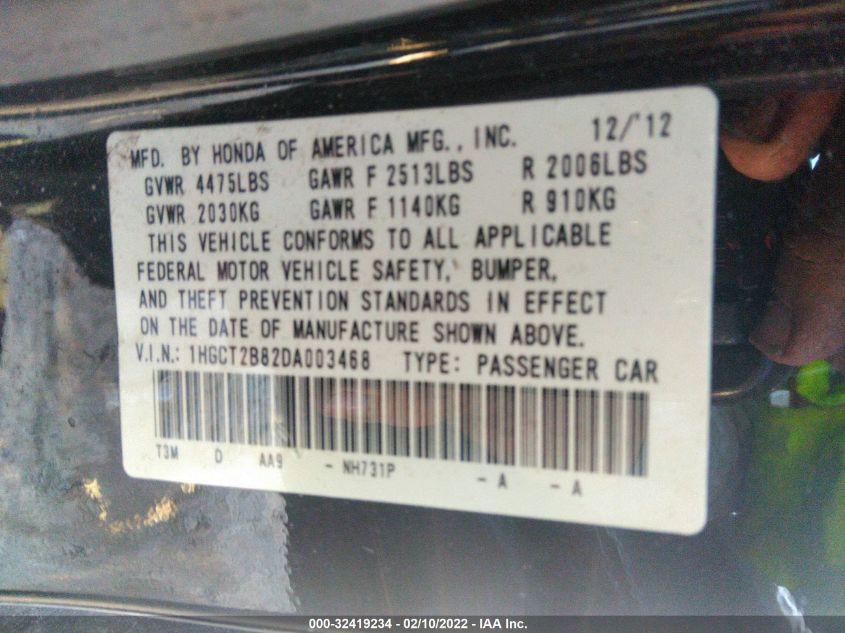 MFD. BY HONDA OF AMERICA MFG., INC. 12/'12
GVWR 4475LBS GAWR F 2513LBS R 2006LBS
GVWR 2030KG GAWR F 1140KG R 910KG
THIS VEHICLE CONFORMS TO ALL APPLICABLE
FEDERAL MOTOR VEHICLE SAFETY, BUMPER,
AND THEFT PREVENTION STANDARDS IN EFFECT
ON THE DATE OF MANUFACTURE SHOWN ABOVE.
V.I.N.: 1HGCT2B82DA003468 TYPE: PASSENGER CAR
T3M D AA9 - NH731P - A - A
000-32419234 - 02/10/2022 - IAA Inc.